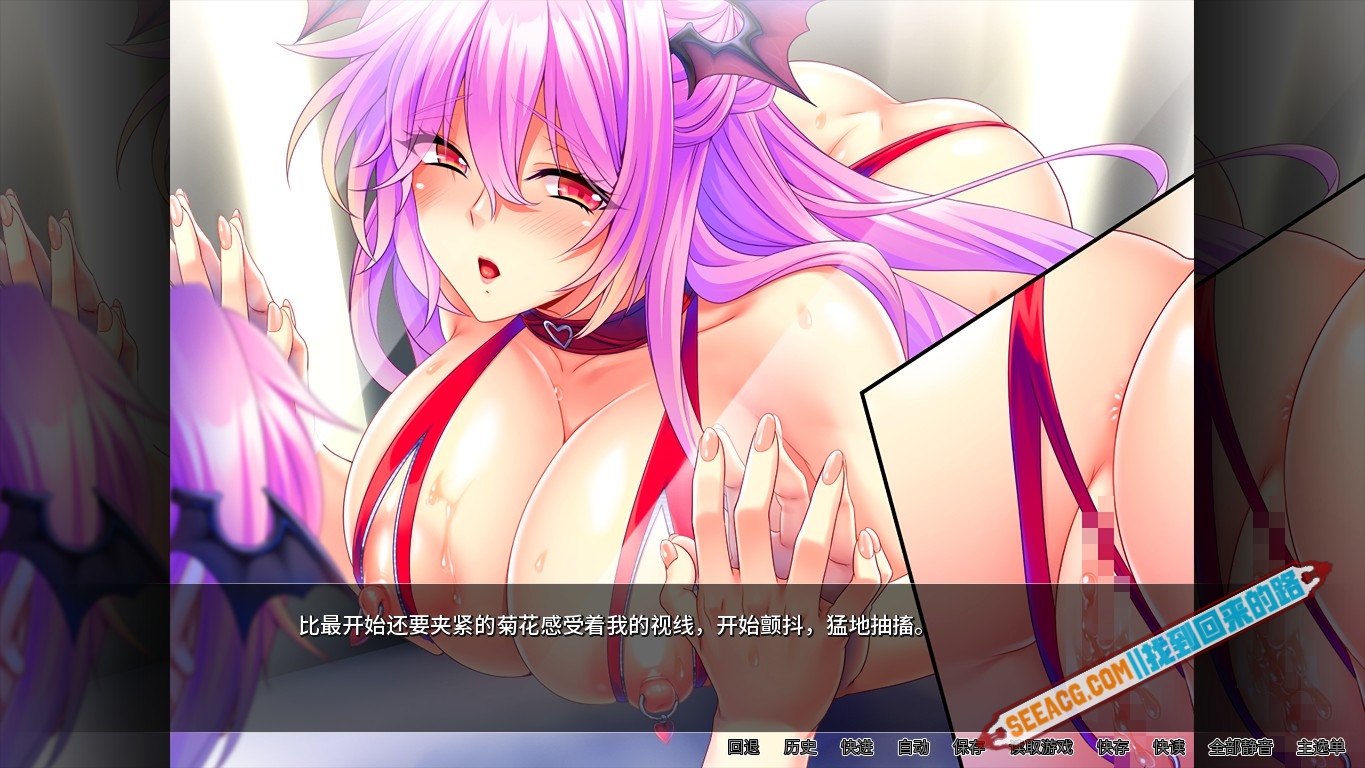 比最开始还要夹紧的菊花感受着我的视线，开始颤抖，猛地抽搐。
SEEACG.COM||找到回来的路
回退 历史 快进 自动 保存 读取游戏 快存 快读 全部静音 主选单